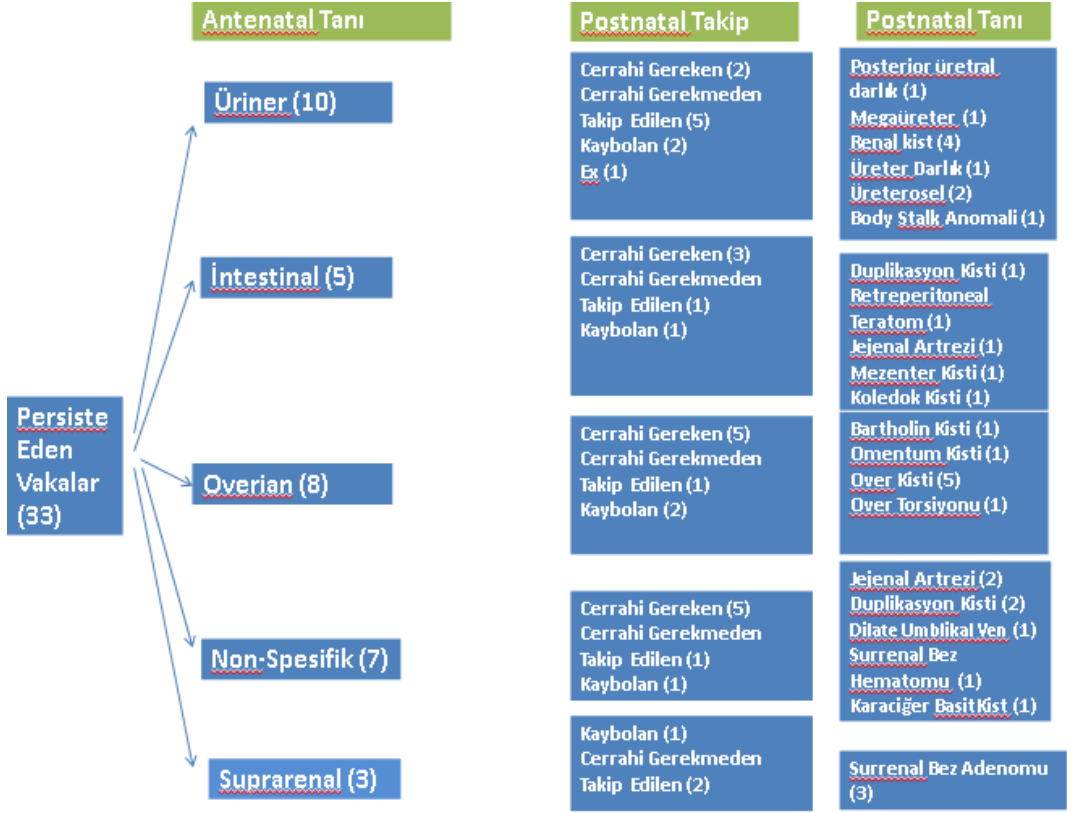 Antenatal Tanı
Postnatal Takip
Postnatal Tanı
Persiste
Eden
Vakalar
(33)
Üriner (10)
Cerrahi Gereken (2)
Cerrahi Gerekmeden
Takip Edilen (5)
Kaybolan (2)
Ex (1)
Posterior üretral
darlık (1)
Megaüreter (1)
Renal kist (4)
Üreter Darlık (1)
Üreterosel (2)
Body Stalk Anomali (1)
İntestinal (5)
Cerrahi Gereken (3)
Cerrahi Gerekmeden
Takip Edilen (1)
Kaybolan (1)
Duplikasyon Kisti (1)
Retreperitoneal
Teratom (1)
Jejenal Artrezi (1)
Mezenter Kisti (1)
Koledok Kisti (1)
Overian (8)
Cerrahi Gereken (5)
Cerrahi Gerekmeden
Takip Edilen (1)
Kaybolan (2)
Bartholin Kisti (1)
Omentum Kisti (1)
Over Kisti (5)
Over Torsiyonu (1)
Non-Spesifik (7)
Cerrahi Gereken (5)
Cerrahi Gerekmeden
Takip Edilen (1)
Kaybolan (1)
Jejenal Artrezi (2)
Duplikasyon Kisti (2)
Dilate Umblikal Ven (1)
Surrenal Bez
Hematomu (1)
Karaciğer Basit Kist (1)
Suprarenal (3)
Kaybolan (1)
Cerrahi Gerekmeden
Takip Edilen (2)
Surrenal Bez Adenomu
(3)